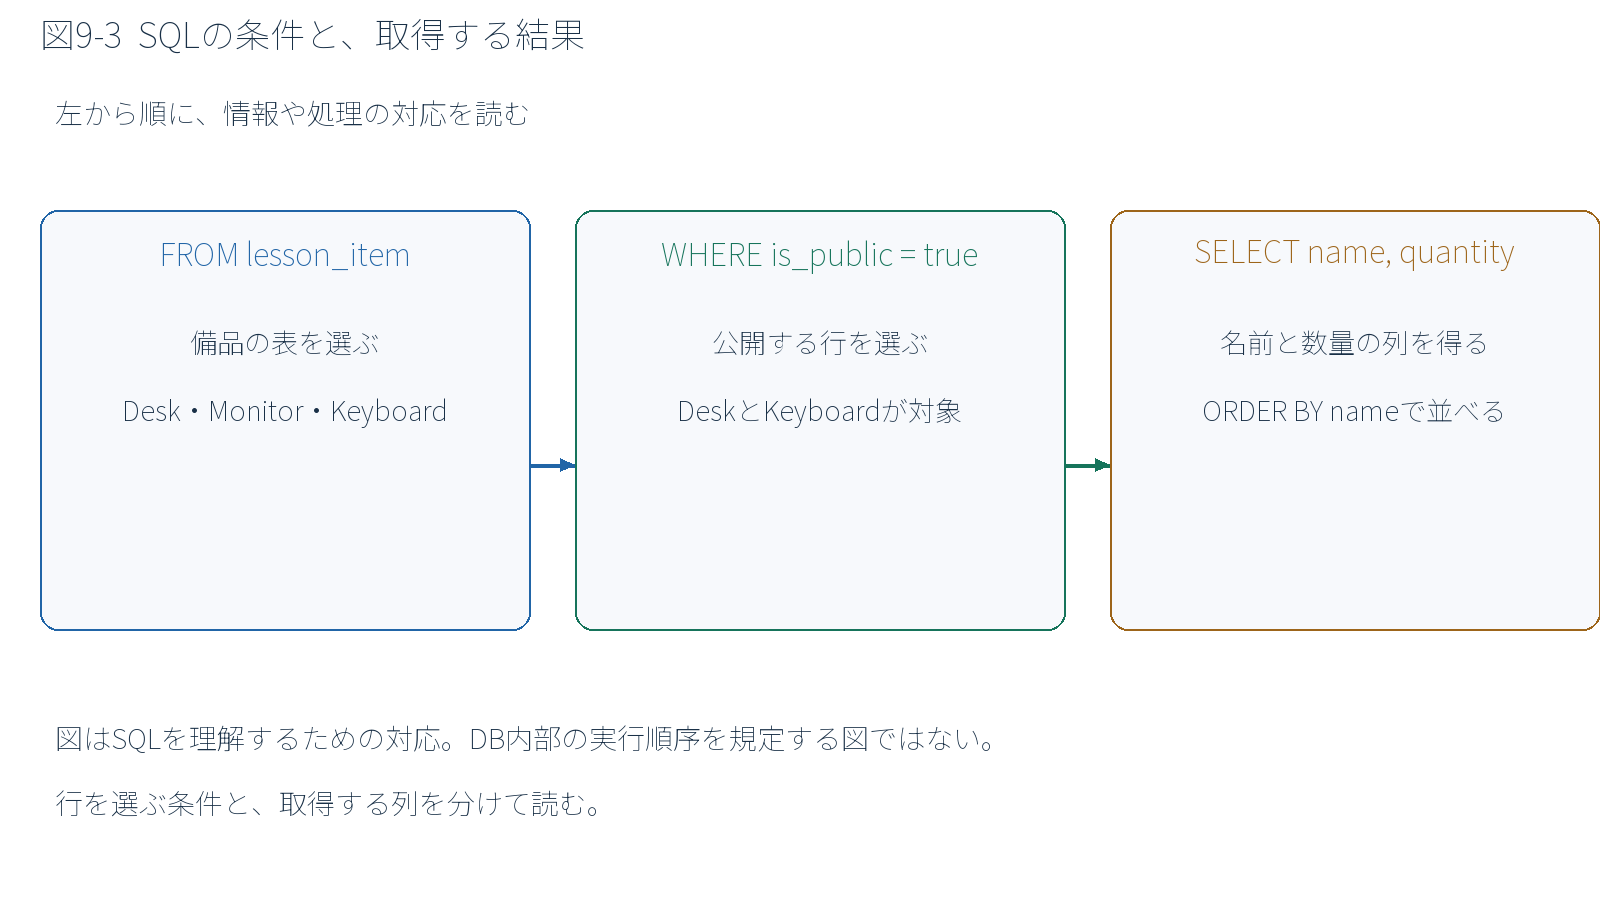 図9-3 SQLの条件と、取得する結果
左から順に、情報や処理の対応を読む
FROM lesson_item
備品の表を選ぶ
Desk・Monitor・Keyboard
WHERE is_public = true
公開する行を選ぶ
DeskとKeyboardが対象
SELECT name, quantity
名前と数量の列を得る
ORDER BY nameで並べる
図はSQLを理解するための対応。DB内部の実行順序を規定する図ではない。
行を選ぶ条件と、取得する列を分けて読む。